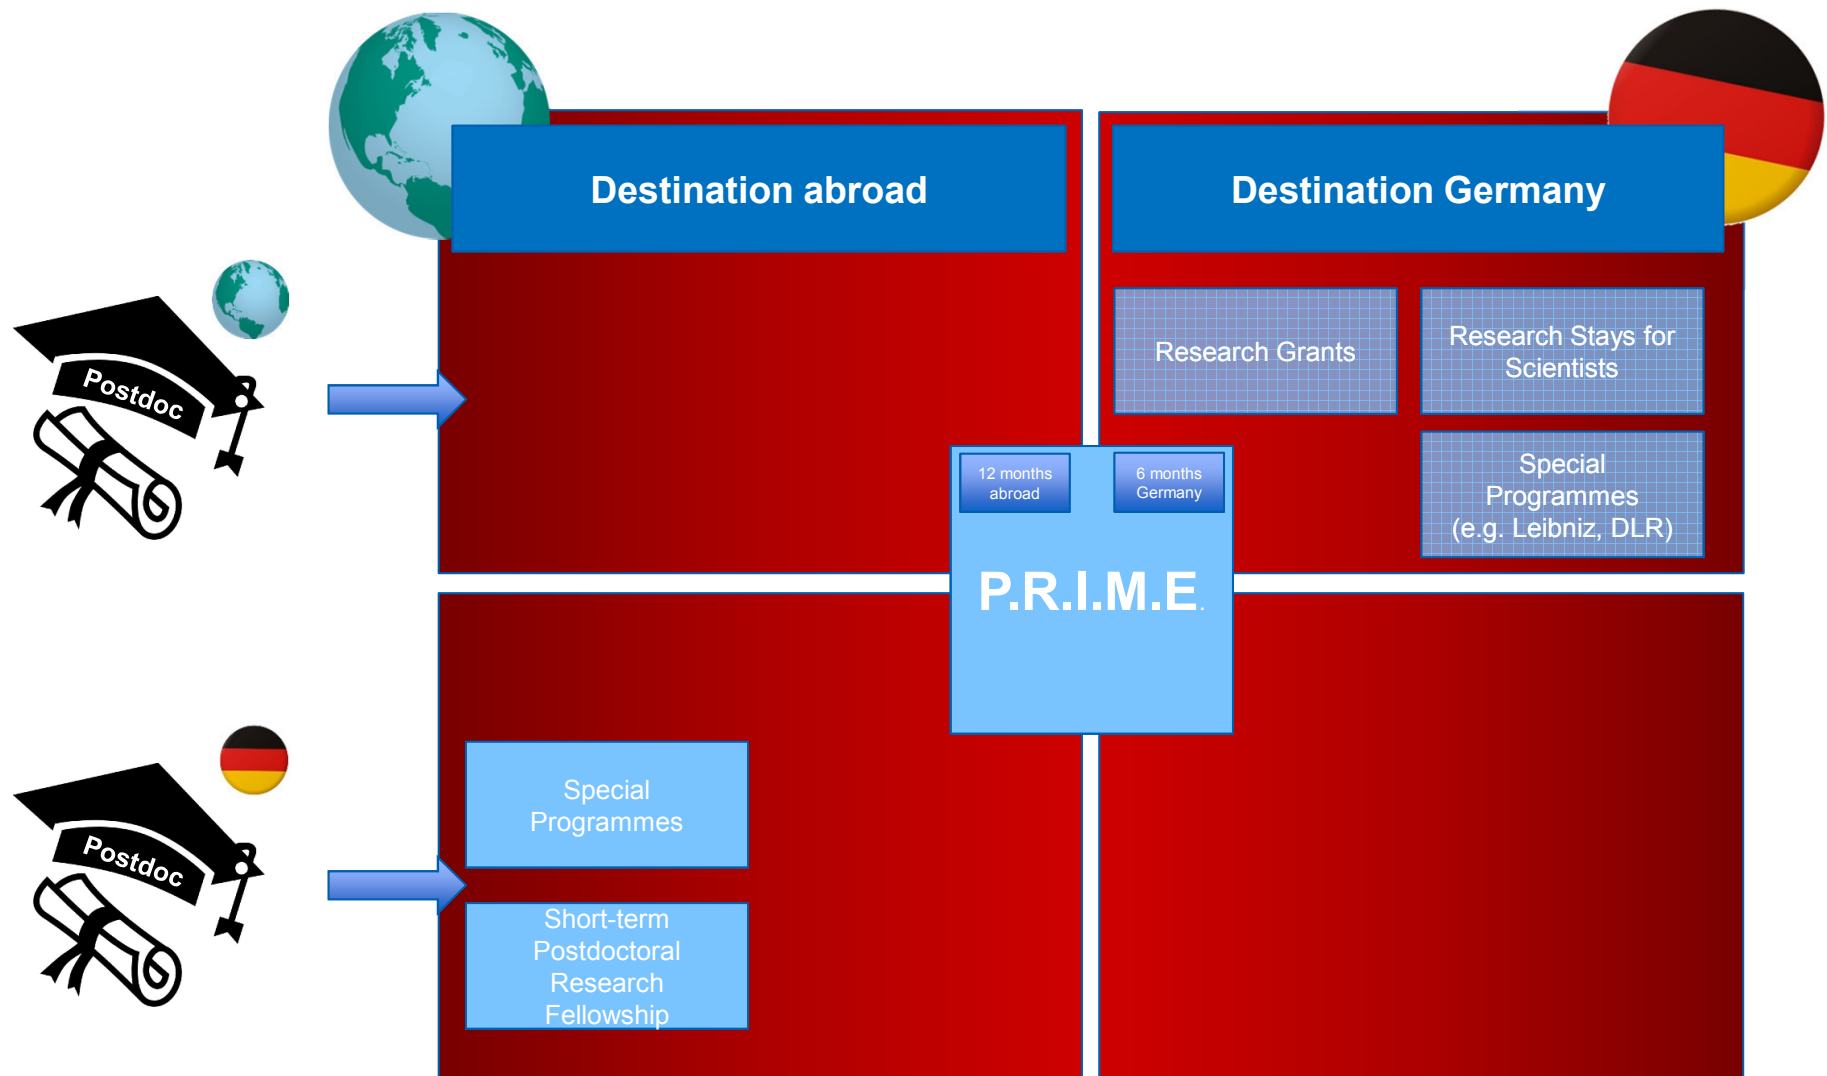 Destination abroad
Destination Germany
Postdoc
Research Grants
Research Stays for
Scientists
Special
Programmes
(e.g. Leibniz, DLR)
12 months
abroad
6 months
Germany
P.R.I.M.E.
Postdoc
Special
Programmes
Short-term
Postdoctoral
Research
Fellowship